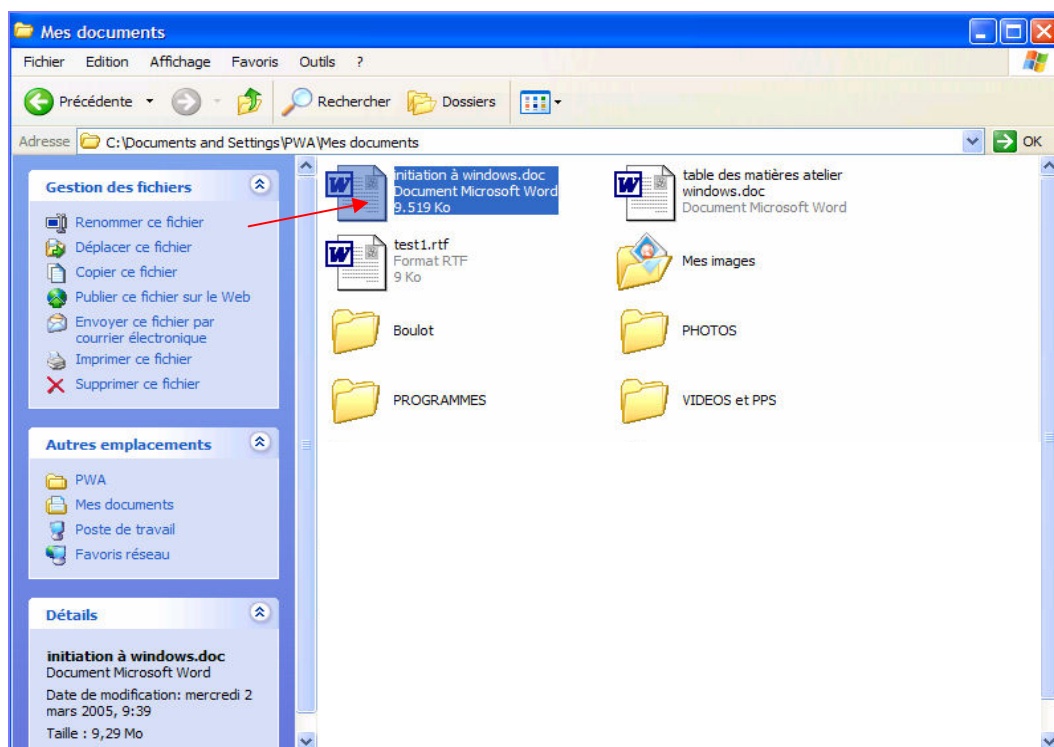 Mes documents
Fichier Edition Affichage Favoris Outils ?
Précédente Rechercher Dossiers
Adresse C:\Documents and Settings\PWA\Mes documents OK
Gestion des fichiers
Renommer ce fichier
Déplacer ce fichier
Copier ce fichier
Publier ce fichier sur le Web
Envoyer ce fichier par
courrier électronique
Imprimer ce fichier
Supprimer ce fichier
Autres emplacements
PWA
Mes documents
Poste de travail
Favoris réseau
Détails
initiation à windows.doc
Document Microsoft Word
Date de modification: mercredi 2
mars 2005, 9:39
Taille : 9,29 Mo
initiation à windows.doc
Document Microsoft Word
9.519 Ko
table des matières atelier
windows.doc
Document Microsoft Word
test1.rtf
Format RTF
9 Ko
Mes images
Boulot
PHOTOS
PROGRAMMES
VIDEOS et PPS